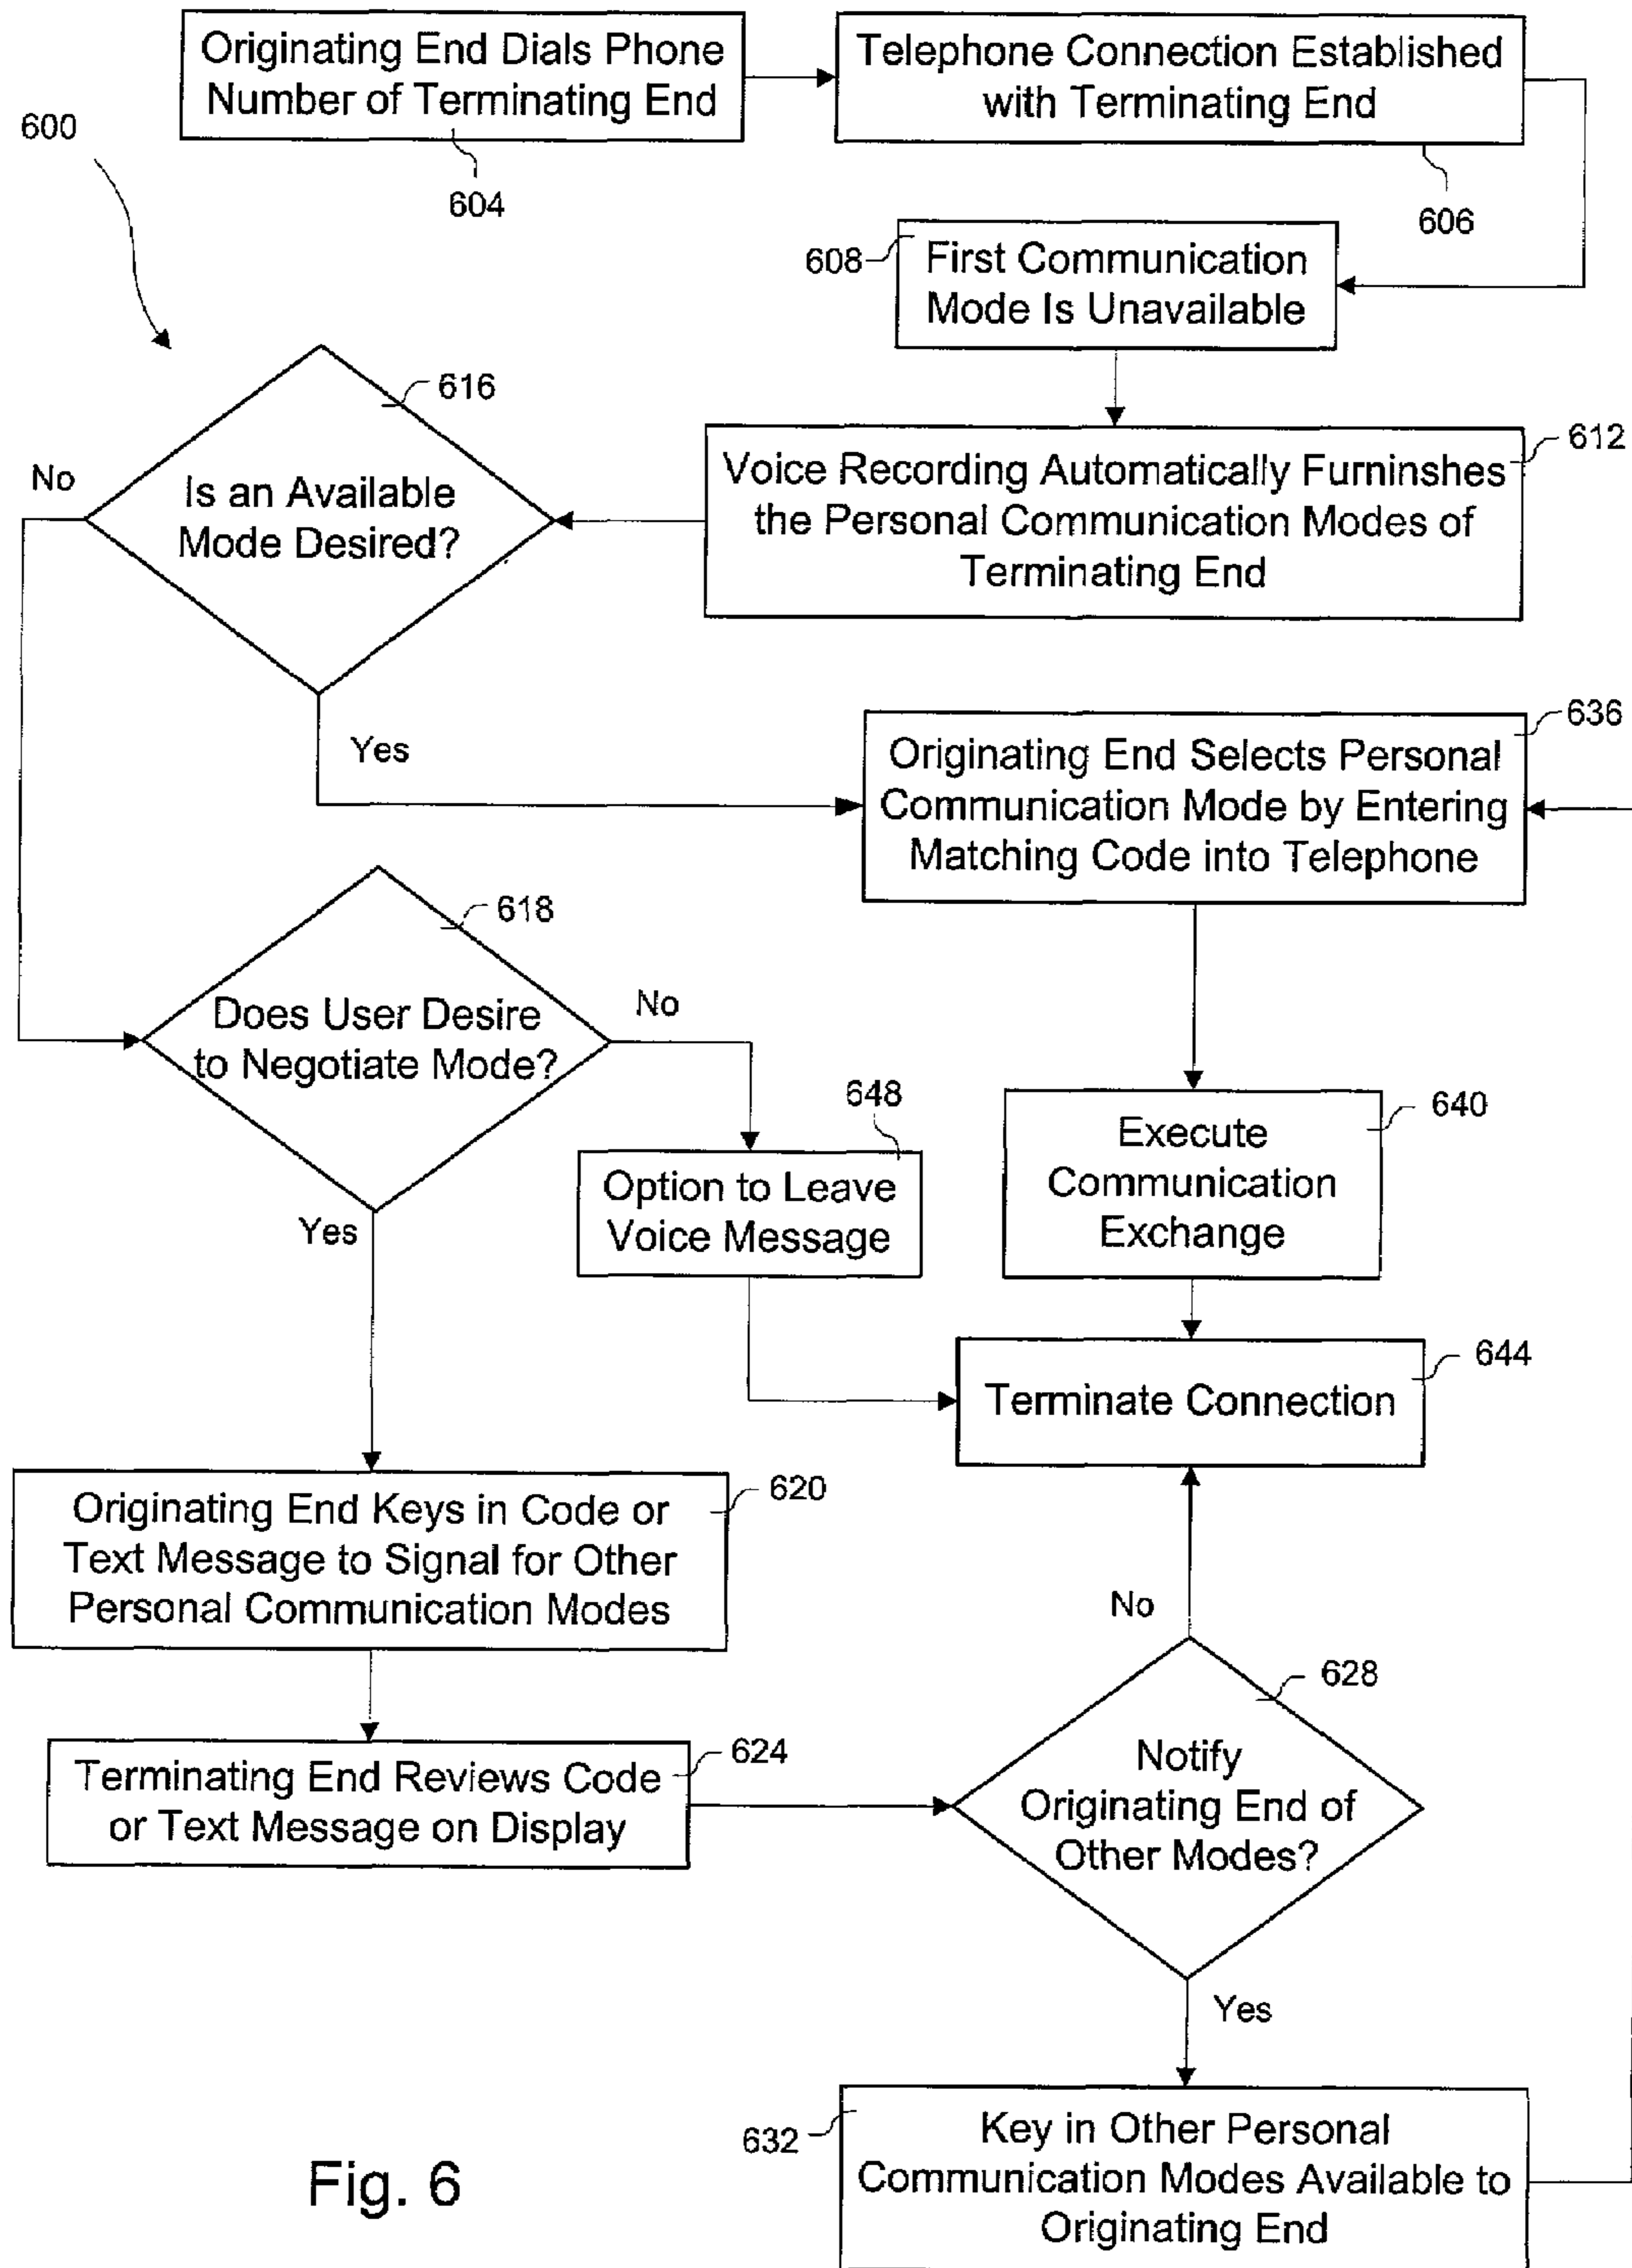 Originating End Dials Phone
Number of Terminating End
604
Telephone Connection Established
with Terminating End
606
600
608
First Communication
Mode Is Unavailable
612
Voice Recording Automatically Furninshes
the Personal Communication Modes of
Terminating End
616
Is an Available
Mode Desired?
No
Yes
636
Originating End Selects Personal
Communication Mode by Entering
Matching Code into Telephone
618
Does User Desire
to Negotiate Mode?
No
Yes
648
Option to Leave
Voice Message
640
Execute
Communication
Exchange
644
Terminate Connection
620
Originating End Keys in Code or
Text Message to Signal for Other
Personal Communication Modes
624
Terminating End Reviews Code
or Text Message on Display
628
Notify
Originating End of
Other Modes?
No
Yes
632
Key in Other Personal
Communication Modes Available to
Originating End
Fig. 6